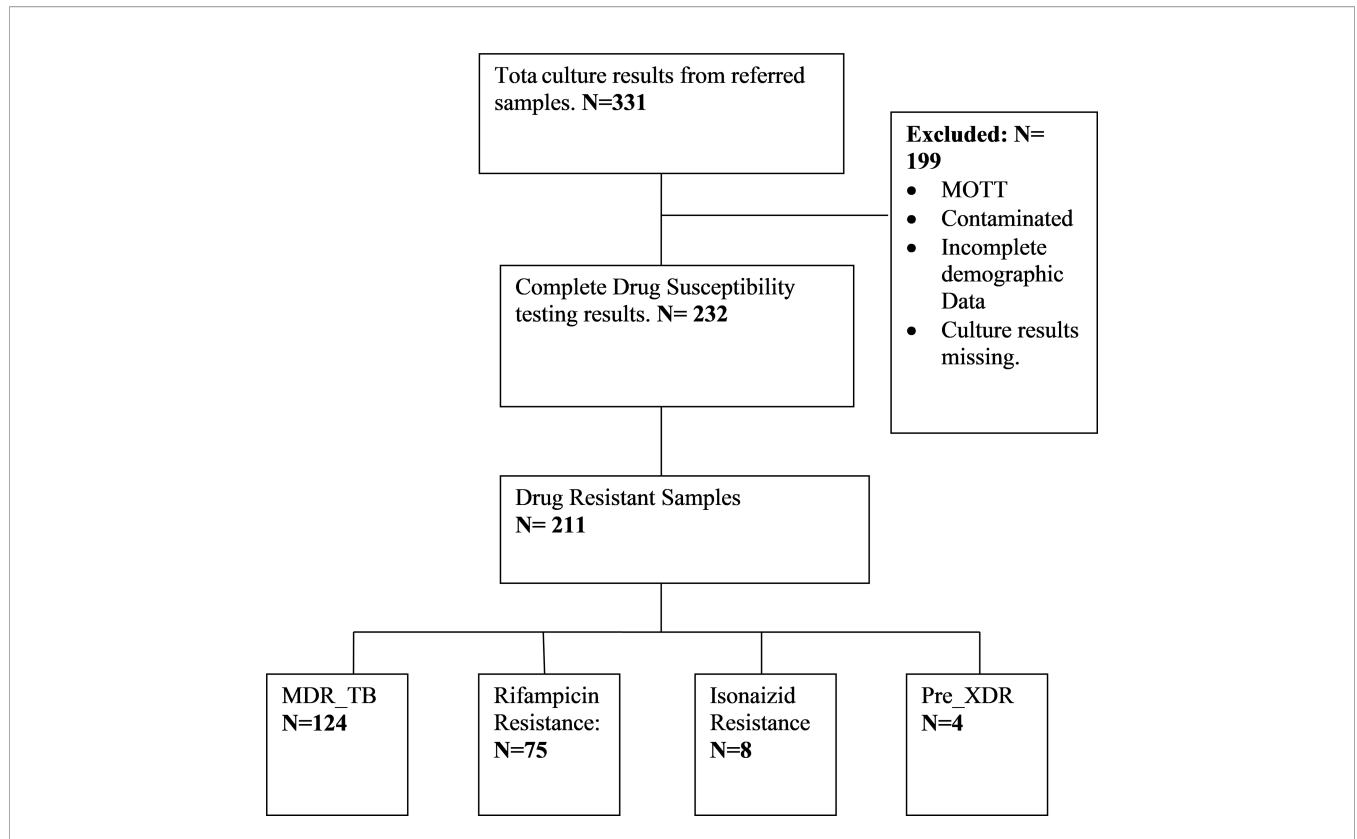 Tota culture results from referred
samples. N=331
Excluded: N=
199
• MOTT
• Contaminated
• Incomplete
demographic
Data
• Culture results
missing.
Complete Drug Susceptibility
testing results. N= 232
Drug Resistant Samples
N= 211
MDR_TB
N=124
Rifampicin
Resistance:
N=75
Isonaizid
Resistance
N=8
Pre_XDR
N=4